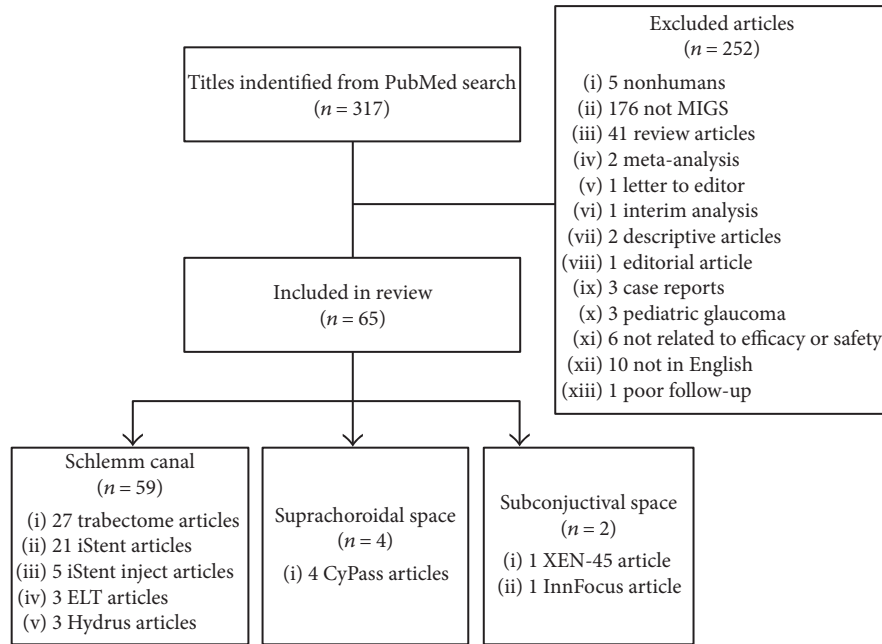 Titles indentified from PubMed search
(n = 317)
Excluded articles
(n = 252)
(i) 5 nonhumans
(ii) 176 not MIGS
(iii) 41 review articles
(iv) 2 meta-analysis
(v) 1 letter to editor
(vi) 1 interim analysis
(vii) 2 descriptive articles
(viii) 1 editorial article
(ix) 3 case reports
(x) 3 pediatric glaucoma
(xi) 6 not related to efficacy or safety
(xii) 10 not in English
(xiii) 1 poor follow-up
Included in review
(n = 65)
Schlemm canal
(n = 59)
(i) 27 trabectome articles
(ii) 21 iStent articles
(iii) 5 iStent inject articles
(iv) 3 ELT articles
(v) 3 Hydrus articles
Suprachoroidal space
(n = 4)
(i) 4 CyPass articles
Subconjuctival space
(n = 2)
(i) 1 XEN-45 article
(ii) 1 InnFocus article